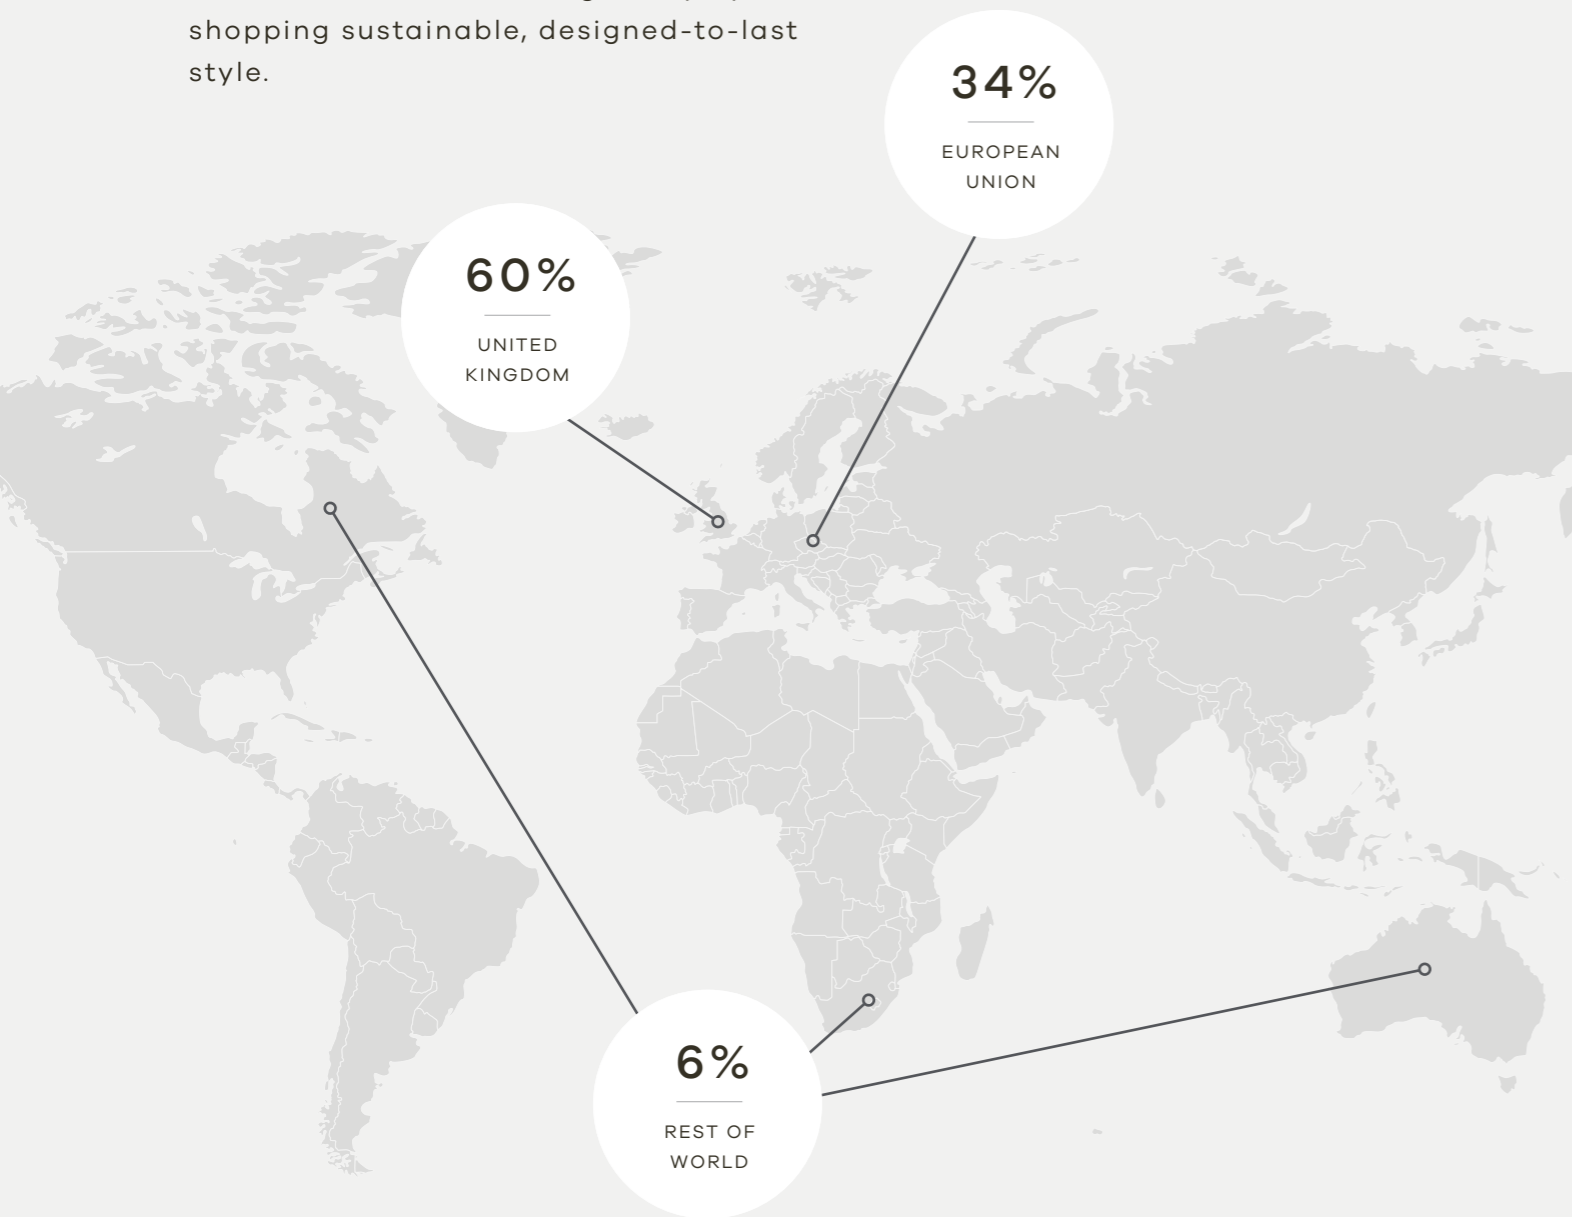 shopping sustainable, designed-to-last
style.
34%
EUROPEAN
UNION
60%
UNITED
KINGDOM
6%
REST OF
WORLD